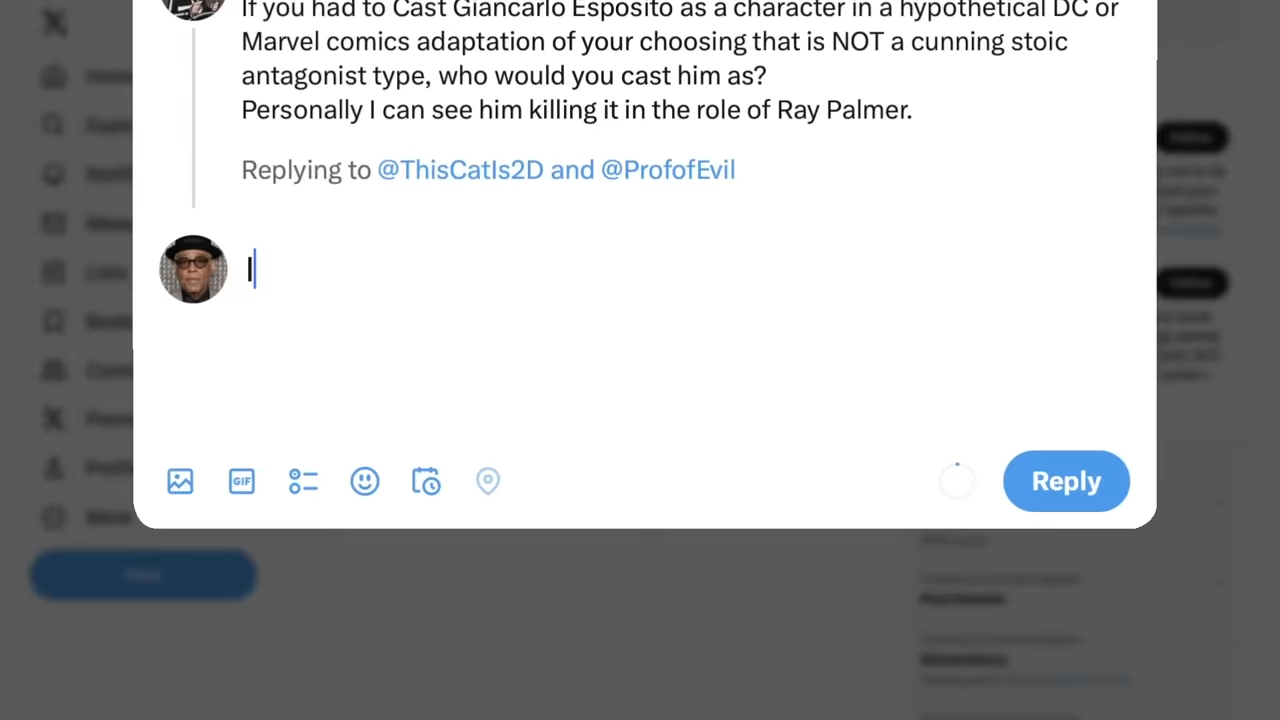 If you had to Cast Giancarlo Esposito as a character in a hypothetical DC or
Marvel comics adaptation of your choosing that is NOT a cunning stoic
antagonist type, who would you cast him as?
Personally I can see him killing it in the role of Ray Palmer.
Replying to @ThisCatIs2D and @ProfofEvil
I
GIF
Reply